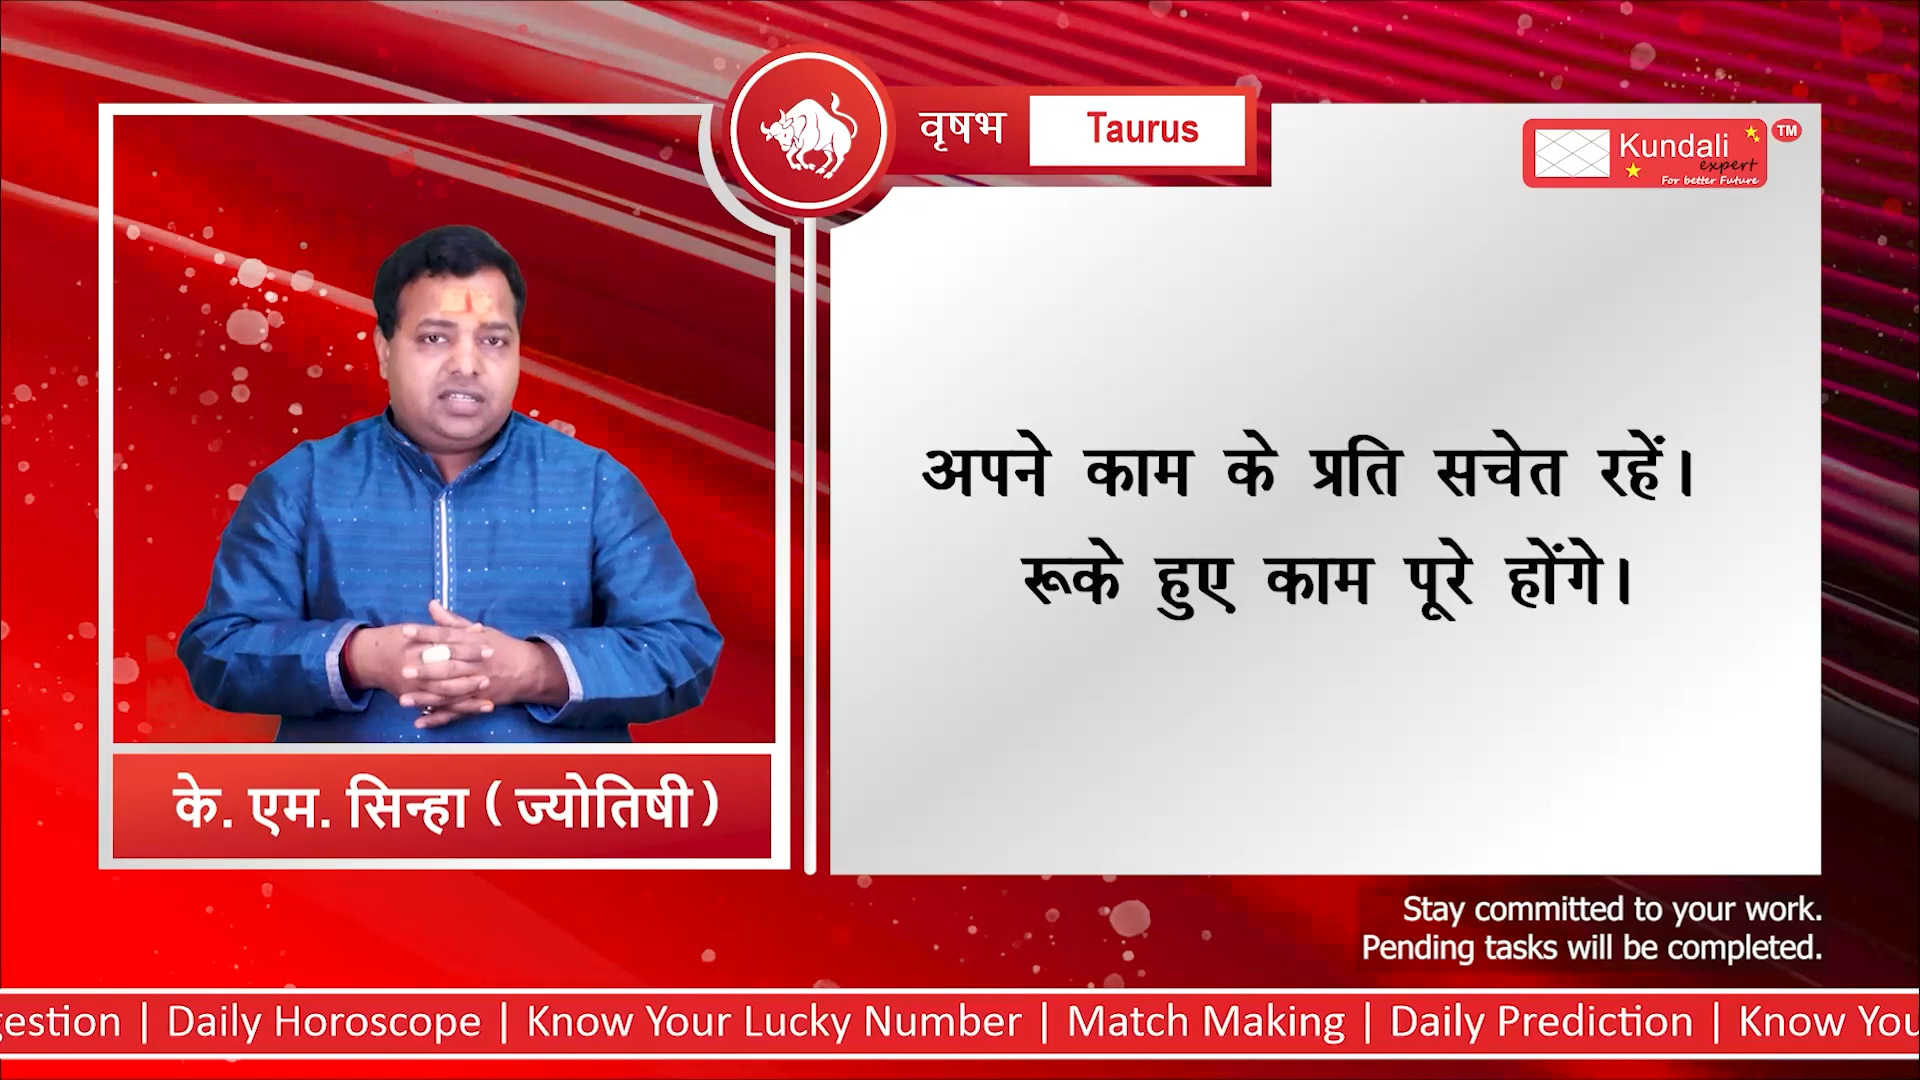 वृषभ
Taurus
Kundali
expert
For better Future
TM
अपने काम के प्रति सचेत रहें।
रूके हुए काम पूरे होंगे।
के. एम. सिन्हा ( ज्योतिषी )
Stay committed to your work.
Pending tasks will be completed.
gestion | Daily Horoscope | Know Your Lucky Number | Match Making | Daily Prediction | Know You